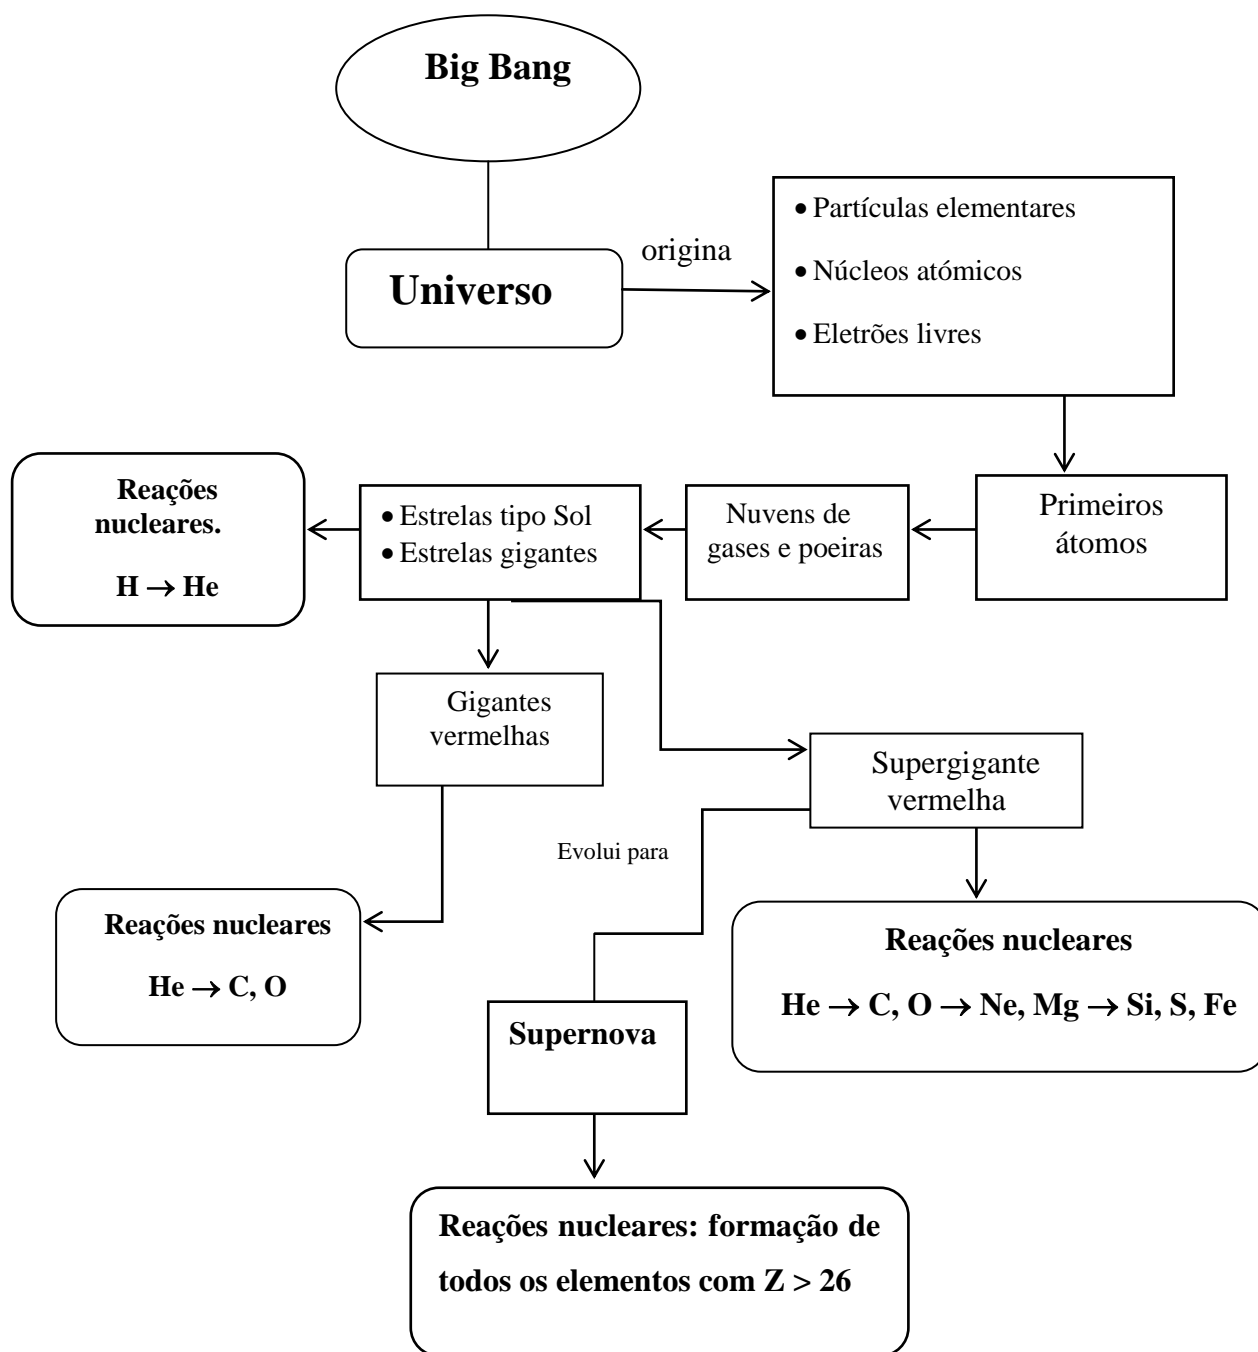 Big Bang
Universo
origina
• Partículas elementares
• Núcleos atómicos
• Eletrões livres
Primeiros
átomos
Nuvens de
gases e poeiras
• Estrelas tipo Sol
• Estrelas gigantes
Reações
nucleares.
H → He
Gigantes
vermelhas
Supergigante
vermelha
Evolui para
Reações nucleares
He → C, O
Reações nucleares
He → C, O → Ne, Mg → Si, S, Fe
Supernova
Reações nucleares: formação de
todos os elementos com Z > 26